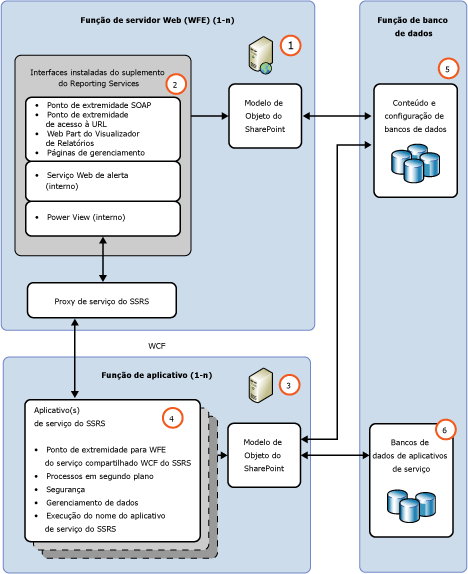 Função de servidor Web (WFE) (1-n)
1
Interfaces instaladas do suplemento
do Reporting Services
2
• Ponto de extremidade SOAP
• Ponto de extremidade
de acesso à URL
• Web Part do Visualizador
de Relatórios
• Páginas de gerenciamento
• Serviço Web de alerta
(interno)
• Power View (interno)
Modelo de
Objeto do
SharePoint
Proxy de serviço do SSRS
WCF
Função de banco
de dados
5
Conteúdo e
configuração de
bancos de dados
Função de aplicativo (1-n)
3
Aplicativo(s)
de serviço do SSRS
4
• Ponto de extremidade para WFE
do serviço compartilhado WCF do SSRS
• Processos em segundo plano
• Segurança
• Gerenciamento de dados
• Execução do nome do aplicativo
de serviço do SSRS
Modelo de
Objeto do
SharePoint
6
Bancos
de dados de aplicativos
de serviço